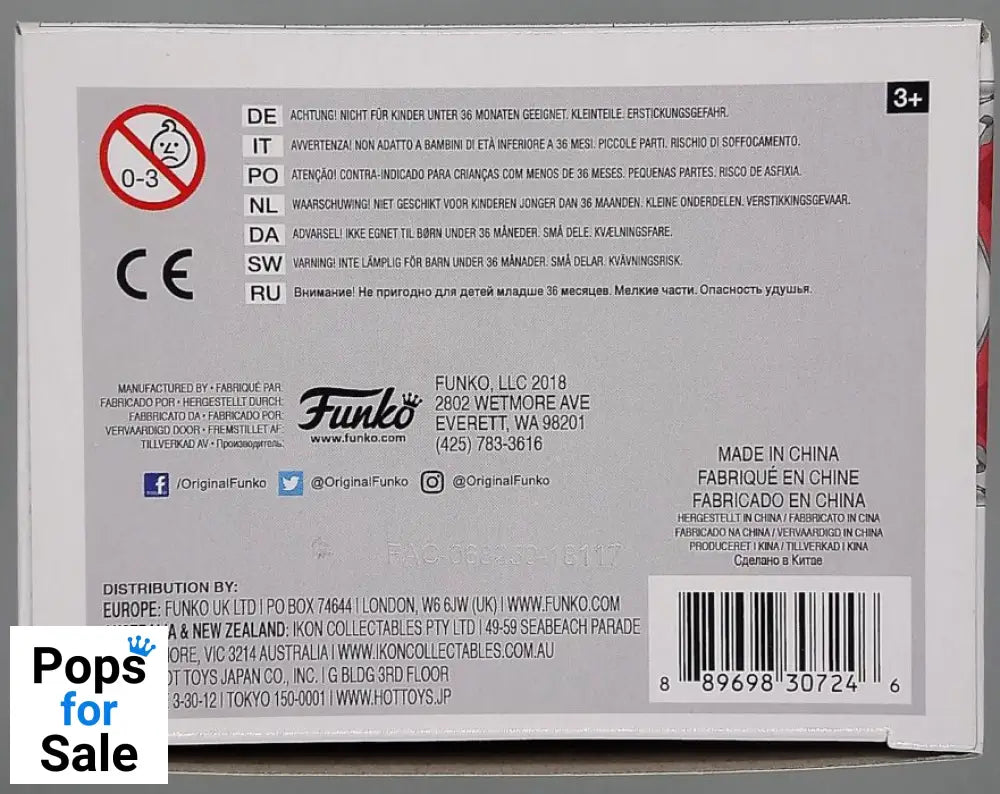 3+
0-3
DE ACHTUNG! NICHT FÜR KINDER UNTER 36 MONATEN GEEIGNET. KLEINTEILE. ERSTICKUNGSGEFAHR.
IT AVVERTENZA! NON ADATTO A BAMBINI DI ETÀ INFERIORE A 36 MESI. PICCOLE PARTI. RISCHIO DI SOFFOCAMENTO.
PO ATENÇÃO! CONTRA-INDICADO PARA CRIANÇAS COM MENOS DE 36 MESES. PEQUENAS PARTES. RISCO DE ASFIXIA.
NL WAARSCHUWING! NIET GESCHIKT VOOR KINDEREN JONGER DAN 36 MAANDEN. KLEINE ONDERDELEN. VERSTIKKINGSGEVAAR.
DA ADVARSEL! IKKE EGNET TIL BØRN UNDER 36 MÅNEDER. SMÅ DELE. KVÆLNINGSFARE.
SW VARNING! INTE LÄMPLIG FÖR BARN UNDER 36 MÅNADER. SMÅ DELAR. KVÄVNINGSRISK.
RU Внимание! Не пригодно для детей младше 36 месяцев. Мелкие части. Опасность удушья.
CE
MANUFACTURED BY • FABRIQUÉ PAR:
FABRICADO POR • HERGESTELLT DURCH:
FABBRICATO DA • FABRICADO POR:
VERVAARDIGD DOOR • FREMSTILLET AF:
TILLVERKAD AV • Производитель:
Funko
www.funko.com
FUNKO, LLC 2018
2802 WETMORE AVE
EVERETT, WA 98201
(425) 783-3616
/OriginalFunko @OriginalFunko @OriginalFunko
MADE IN CHINA
FABRIQUÉ EN CHINE
FABRICADO EN CHINA
HERGESTELLT IN CHINA / FABBRICATO IN CINA
FABRICADO NA CHINA / VERVAARDIGD IN CHINA
PRODUCERET I KINA / TILLVERKAD I KINA
Сделано в Китае
DISTRIBUTION BY:
EUROPE: FUNKO UK LTD | PO BOX 74644 | LONDON, W6 6JW (UK) | WWW.FUNKO.COM
& NEW ZEALAND: IKON COLLECTABLES PTY LTD | 49-59 SEABEACH PARADE
VIC 3214 AUSTRALIA | WWW.IKONCOLLECTABLES.COM.AU
TOYS JAPAN CO., INC. | G BLDG 3RD FLOOR
3-30-12 | TOKYO 150-0001 | WWW.HOTTOYS.JP
8 89698 30724 6
Pops
for
Sale